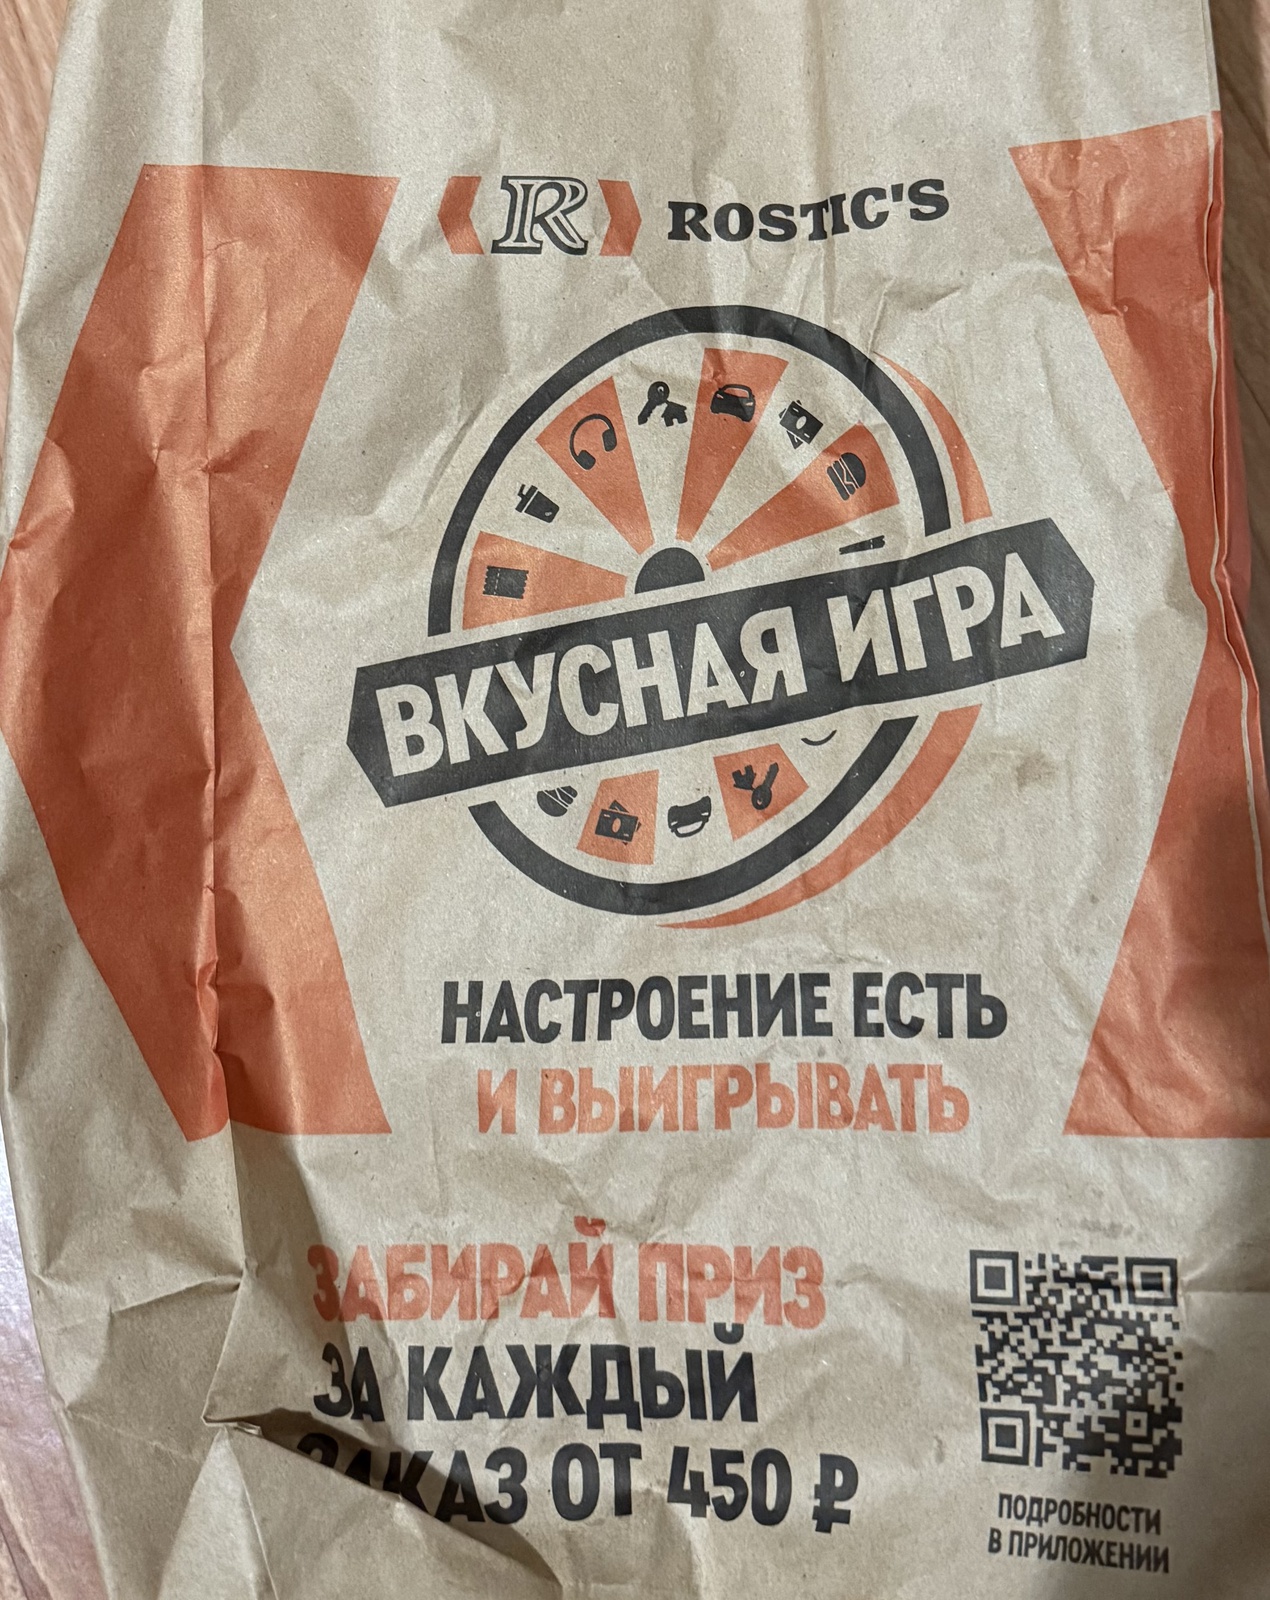 R ROSTIC'S
ВКУСНАЯ ИГРА
НАСТРОЕНИЕ ЕСТЬ
И ВЫИГРЫВАТЬ
ЗАБИРАЙ ПРИЗ
ЗА КАЖДЫЙ
ЗАКАЗ ОТ 450 ₽
ПОДРОБНОСТИ
В ПРИЛОЖЕНИИ